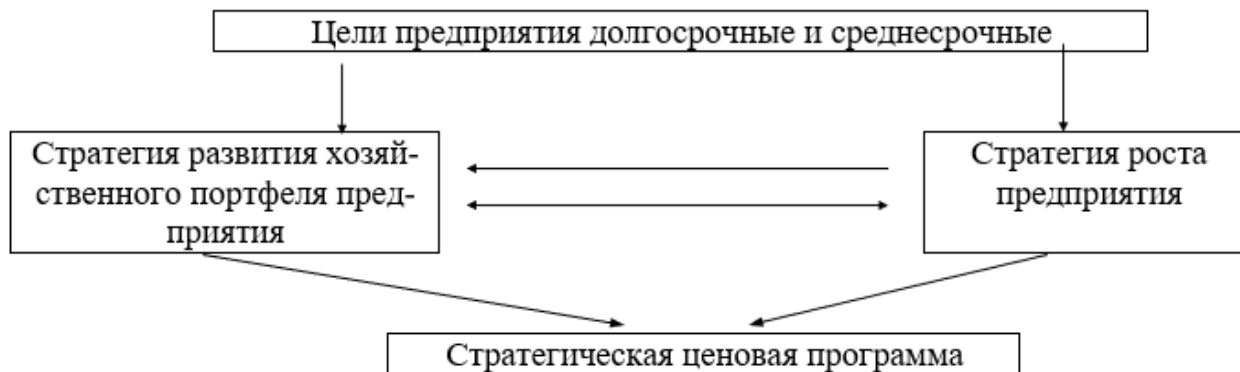 Цели предприятия долгосрочные и среднесрочные
Стратегия развития хозяй-
ственного портфеля пред-
приятия
Стратегия роста
предприятия
Стратегическая ценовая программа